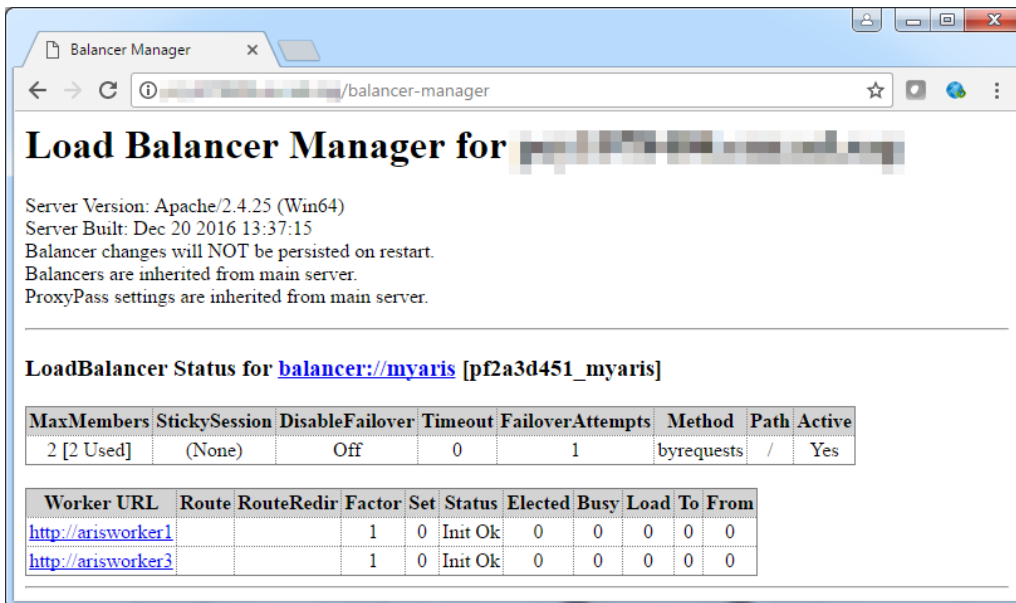 Balancer Manager
/balancer-manager
Load Balancer Manager for
Server Version: Apache/2.4.25 (Win64)
Server Built: Dec 20 2016 13:37:15
Balancer changes will NOT be persisted on restart.
Balancers are inherited from main server.
ProxyPass settings are inherited from main server.
LoadBalancer Status for balancer://myaris [pf2a3d451_myaris]
MaxMembers StickySession DisableFailover Timeout FailoverAttempts Method Path Active
2 [2 Used] (None) Off 0 1 byrequests / Yes
Worker URL Route RouteRedir Factor Set Status Elected Busy Load To From
http://arisworker1 1 0 Init Ok 0 0 0 0 0
http://arisworker3 1 0 Init Ok 0 0 0 0 0